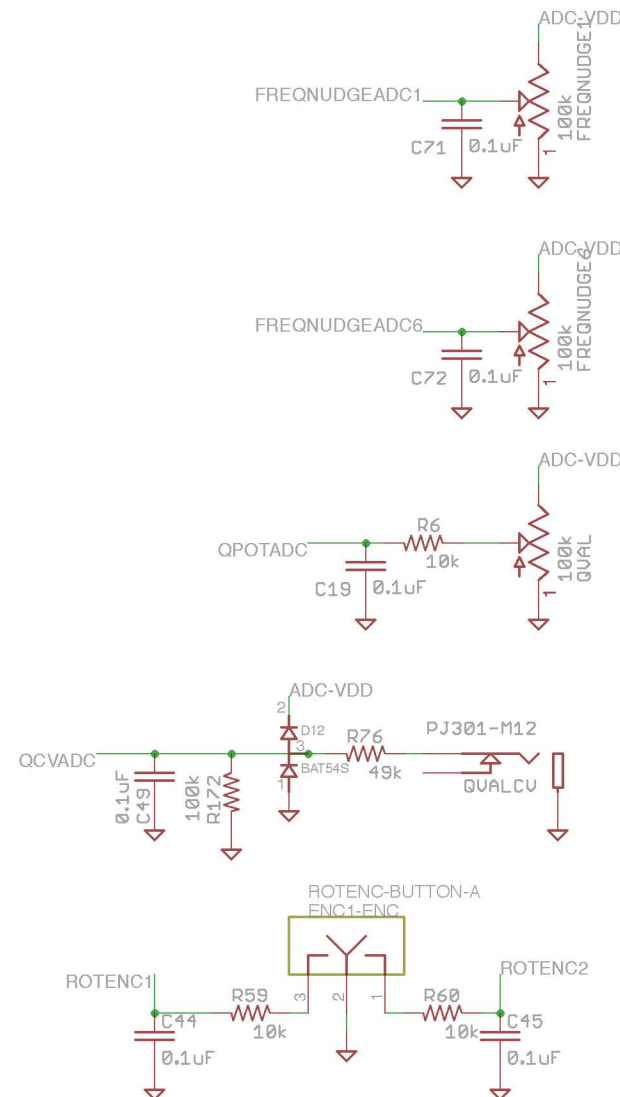 ADC-VDD
FREQNUDGEADC1
C71
0.1uF
100k
FREQNUDGE1
1
ADC-VDD
FREQNUDGEADC6
C72
0.1uF
100k
FREQNUDGE6
1
ADC-VDD
QPOTADC
R6
10k
C19
0.1uF
100k
QVAL
1
ADC-VDD
2
D12
3
BAT54S
1
R76
49k
PJ301-M12
QVALCV
QCVADC
0.1uF
C49
100k
R172
ROTENC-BUTTON-A
ENC1-ENC
ROTENC1
ROTENC2
R59
10k
3
2
1
R60
10k
C44
0.1uF
C45
0.1uF